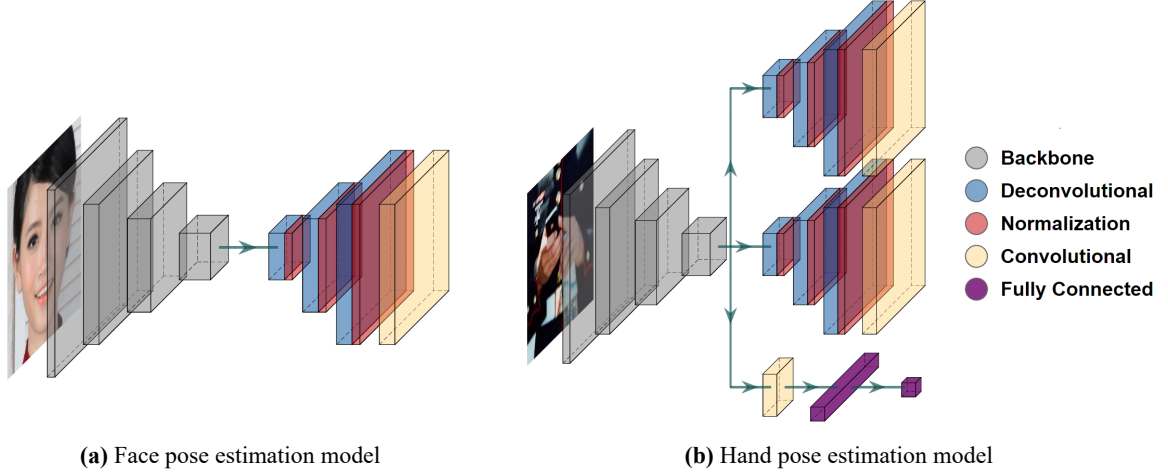 Backbone
Deconvolutional
Normalization
Convolutional
Fully Connected
(a) Face pose estimation model
(b) Hand pose estimation model